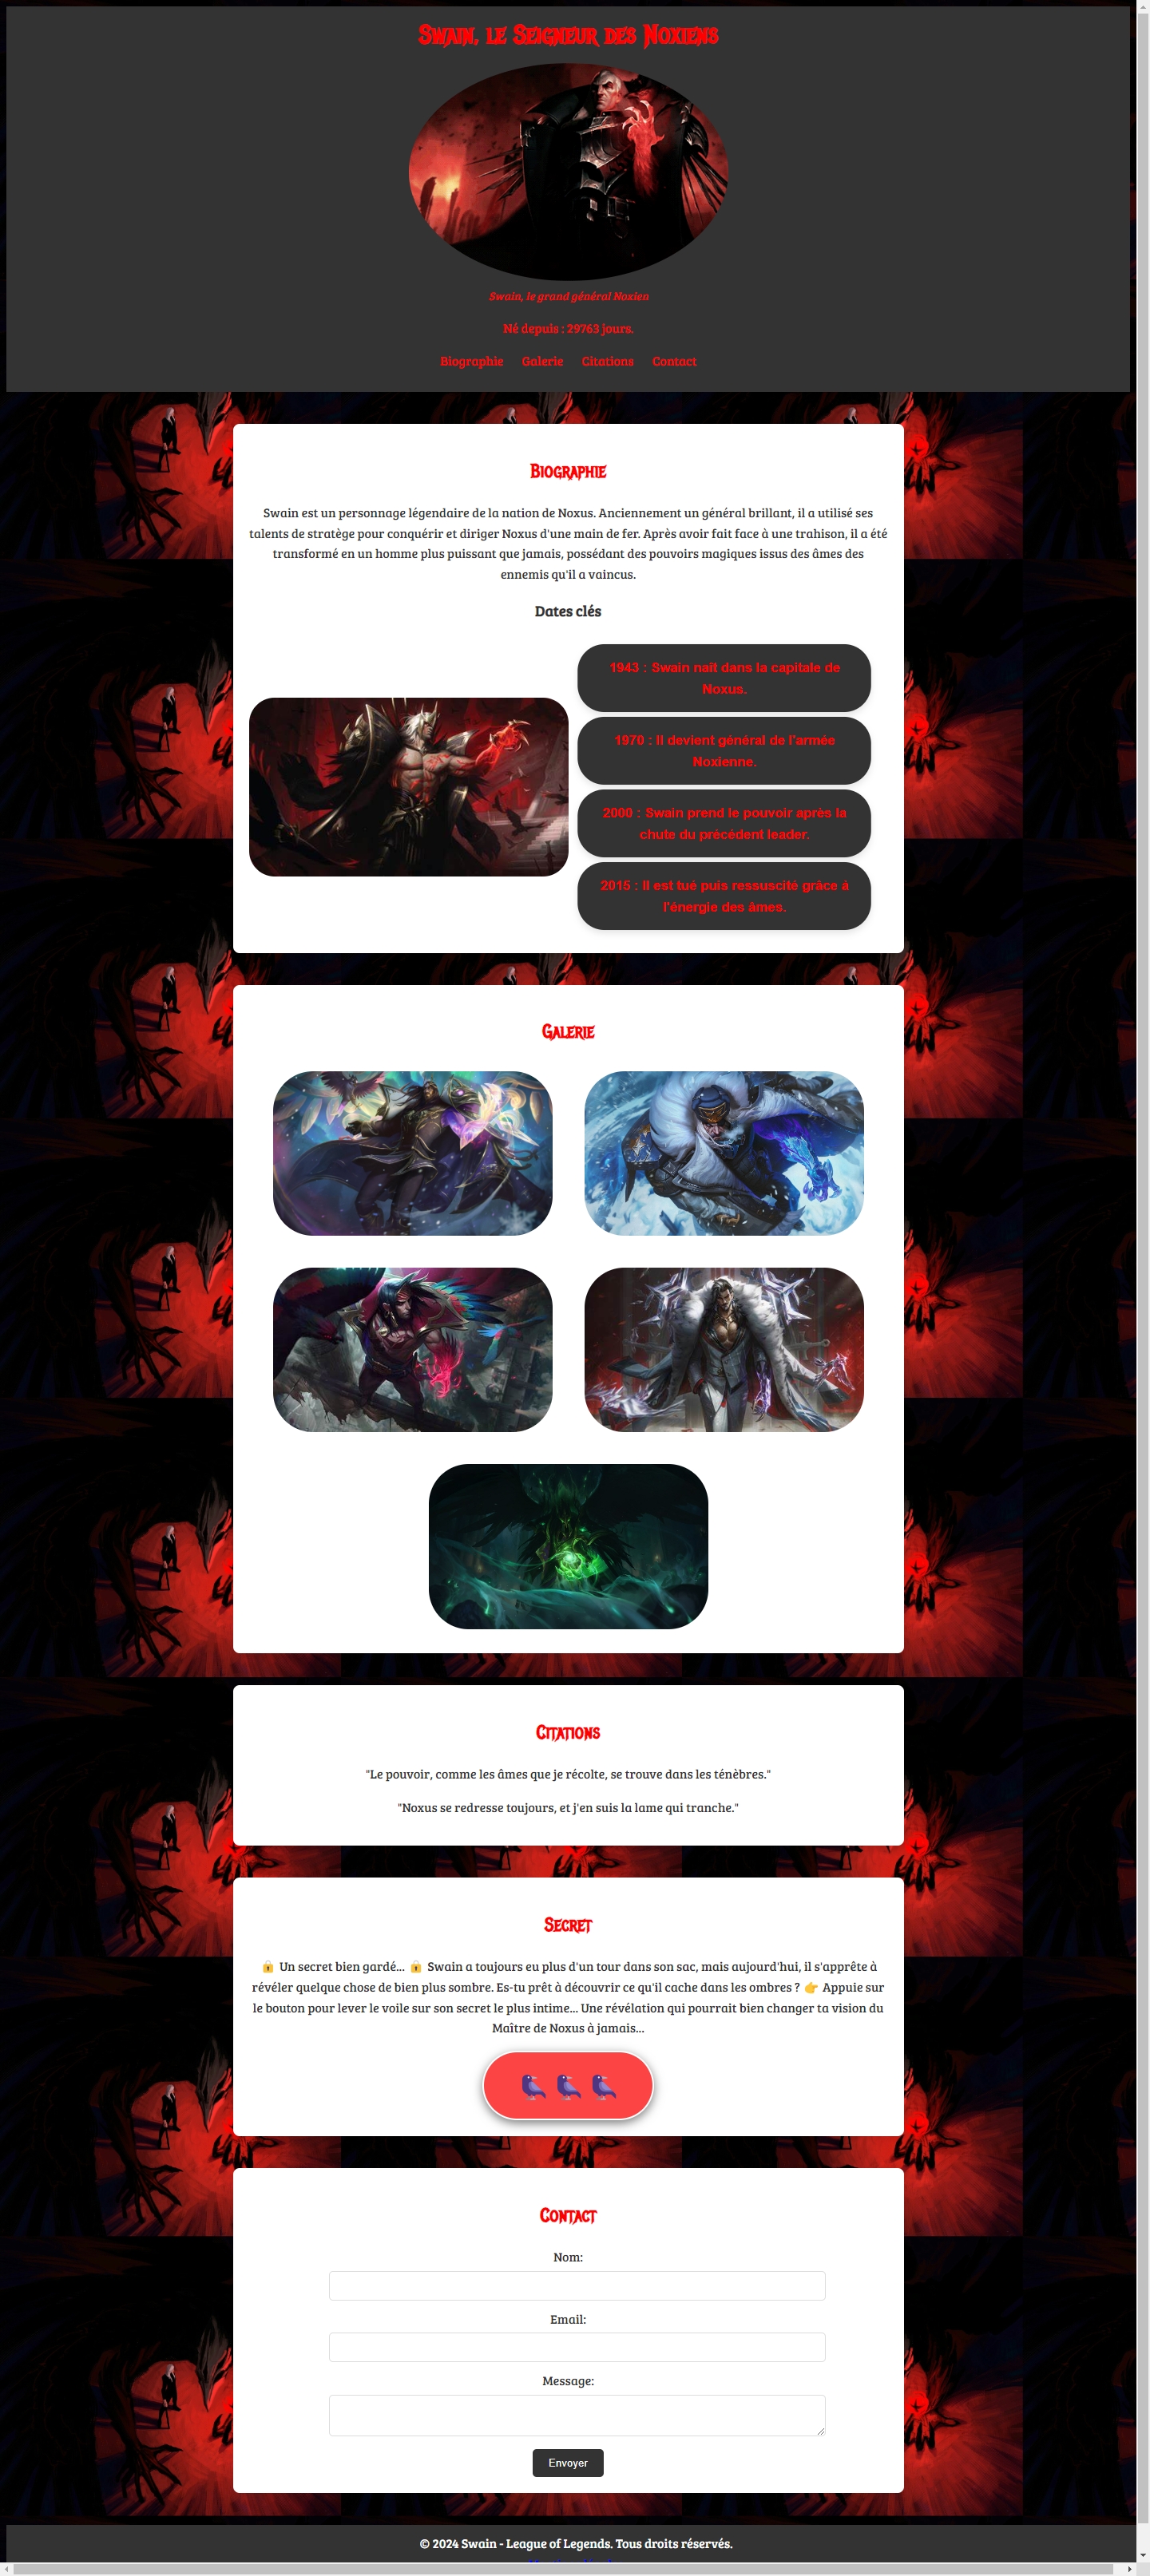 Swain, le Seigneur des Noxiens
Swain, le grand général Noxien
Né depuis : 29763 jours.
Biographie Galerie Citations Contact
Biographie
Swain est un personnage légendaire de la nation de Noxus. Anciennement un général brillant, il a utilisé ses
talents de stratège pour conquérir et diriger Noxus d'une main de fer. Après avoir fait face à une trahison, il a été
transformé en un homme plus puissant que jamais, possédant des pouvoirs magiques issus des âmes des
ennemis qu'il a vaincus.
Dates clés
1943 : Swain naît dans la capitale de
Noxus.
1970 : Il devient général de l'armée
Noxienne.
2000 : Swain prend le pouvoir après la
chute du précédent leader.
2015 : Il est tué puis ressuscité grâce à
l'énergie des âmes.
Galerie
Citations
"Le pouvoir, comme les âmes que je récolte, se trouve dans les ténèbres."
"Noxus se redresse toujours, et j'en suis la lame qui tranche."
Secret
🔒 Un secret bien gardé... 🔒 Swain a toujours eu plus d'un tour dans son sac, mais aujourd'hui, il s'apprête à
révéler quelque chose de bien plus sombre. Es-tu prêt à découvrir ce qu'il cache dans les ombres ? 👉 Appuie sur
le bouton pour lever le voile sur son secret le plus intime... Une révélation qui pourrait bien changer ta vision du
Maître de Noxus à jamais...
Contact
Nom:
Email:
Message:
Envoyer
© 2024 Swain - League of Legends. Tous droits réservés.